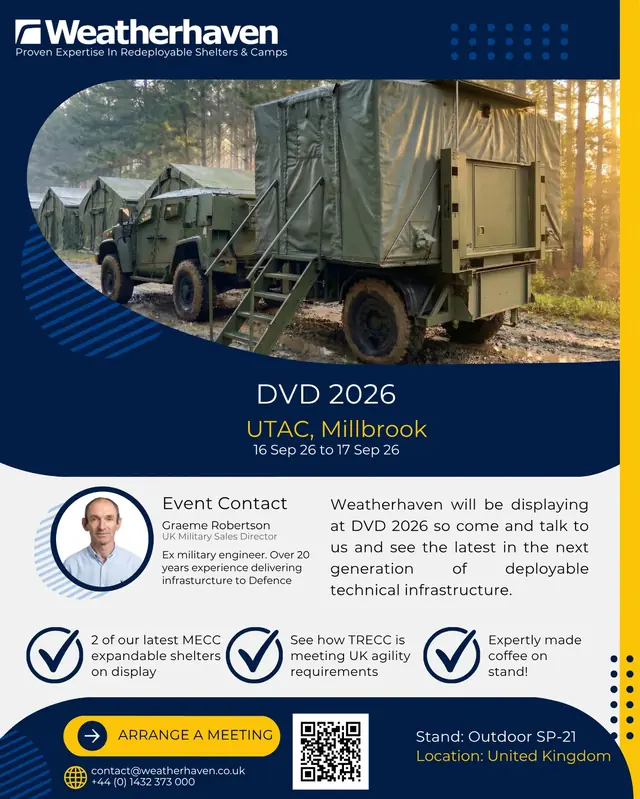 Weatherhaven
Proven Expertise In Redeployable Shelters & Camps
DVD 2026
UTAC, Millbrook
16 Sep 26 to 17 Sep 26
Event Contact
Graeme Robertson
UK Military Sales Director
Ex military engineer. Over 20
years experience delivering
infrasturcture to Defence
Weatherhaven will be displaying
at DVD 2026 so come and talk to
us and see the latest in the next
generation of deployable
technical infrastructure.
2 of our latest MECC
expandable shelters
on display
See how TRECC is
meeting UK agility
requirements
Expertly made
coffee on
stand!
ARRANGE A MEETING
contact@weatherhaven.co.uk
+44 (0) 1432 373 000
Stand: Outdoor SP-21
Location: United Kingdom